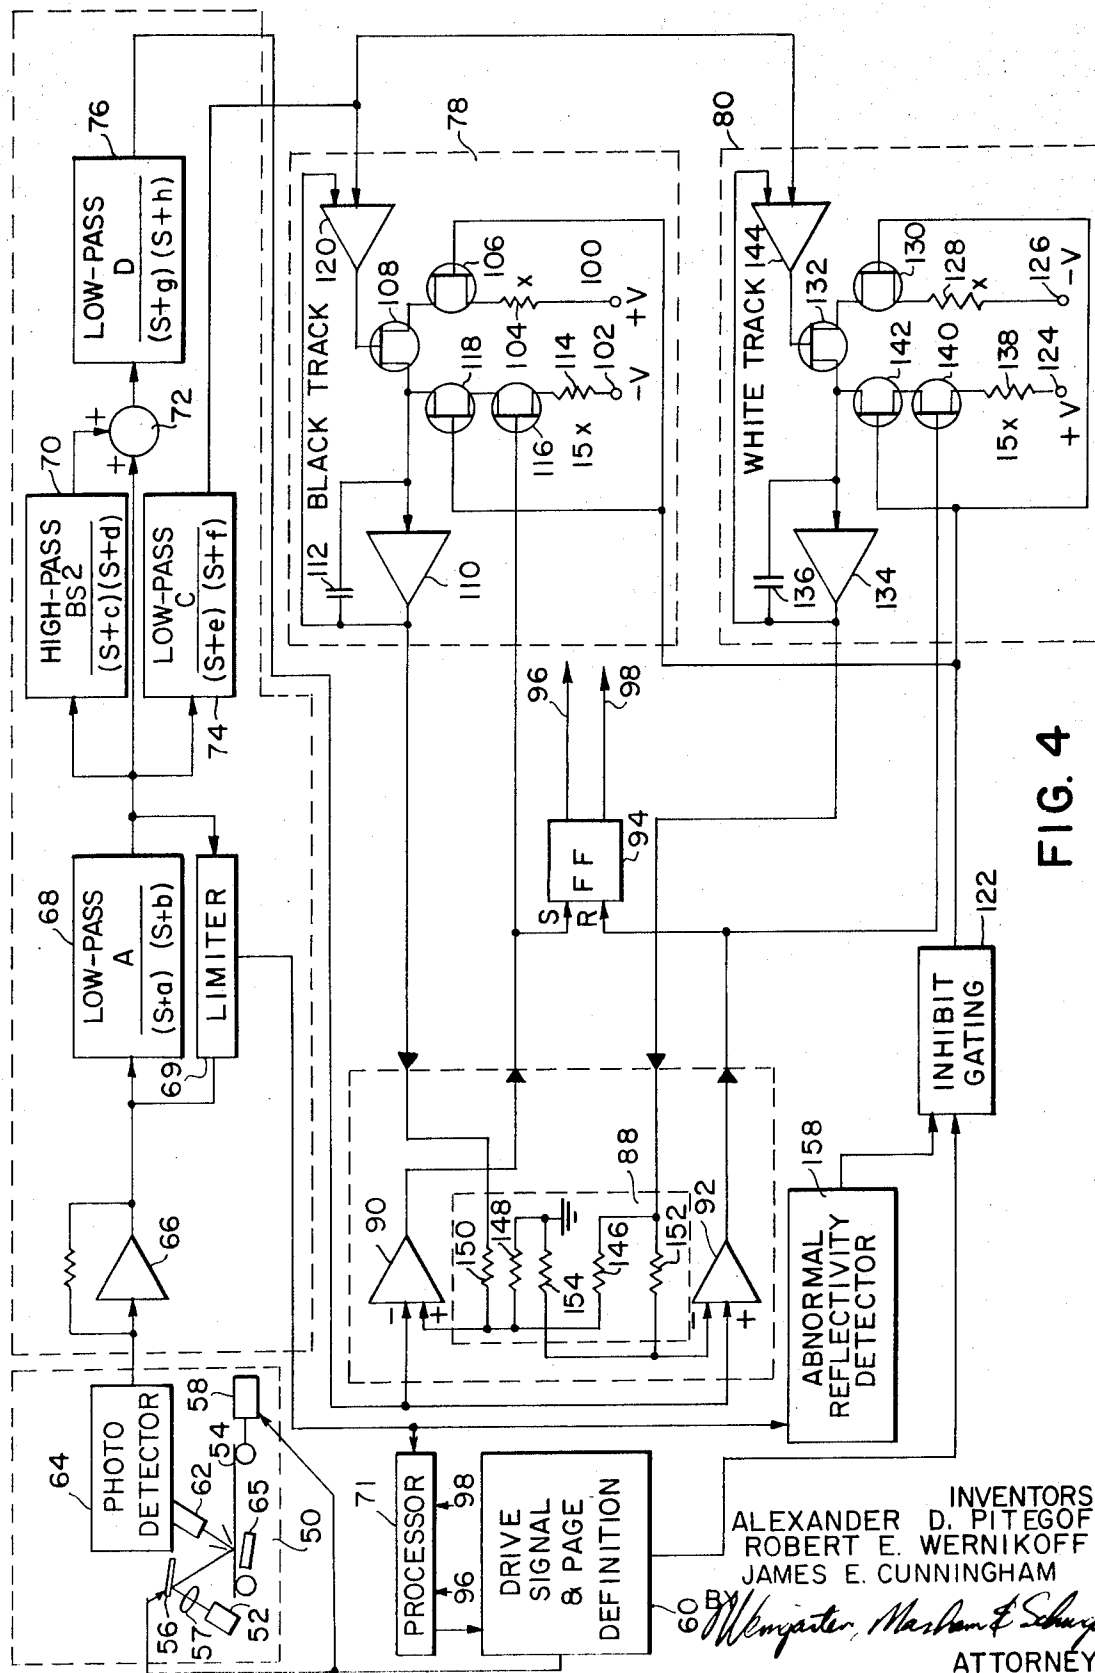 64
PHOTO
DETECTOR
62
56
57
52
54
65
58
50
66
68
LOW-PASS
A
(S+a) (S+b)
69
LIMITER
70
HIGH-PASS
BS2
(S+c)(S+d)
LOW-PASS
C
(S+e) (S+f)
74
+
+
72
76
LOW-PASS
D
(S+g) (S+h)
78
BLACK TRACK
120
108
106
112
110
118
104
x
100
+V
116
114
15x
102
-V
80
WHITE TRACK
144
132
130
136
134
142
128
x
126
-V
140
138
15x
124
+V
96
98
S
R
FF
94
90
-
+
150
148
154
146
152
88
92
-
+
71
PROCESSOR
96
98
DRIVE
SIGNAL
& PAGE
DEFINITION
60
158
ABNORMAL
REFLECTIVITY
DETECTOR
INHIBIT
GATING
122
FIG. 4
INVENTORS
ALEXANDER D. PITEGOF
ROBERT E. WERNIKOFF
JAMES E. CUNNINGHAM
BY
Weingarten, Maxham &
ATTORNEY